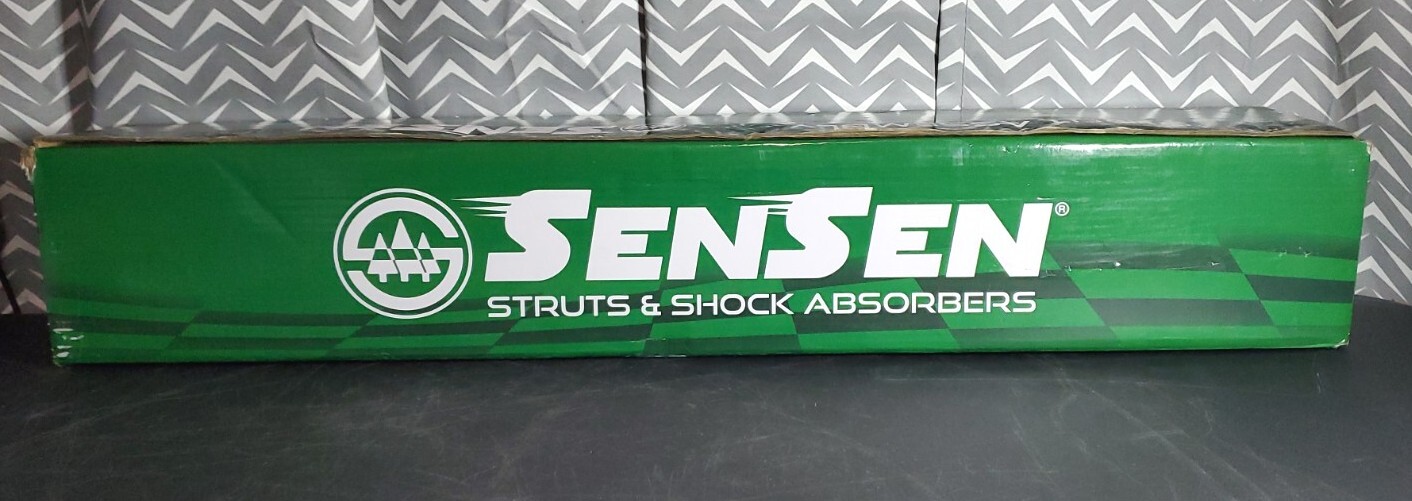 SENSEN®
STRUTS & SHOCK ABSORBERS